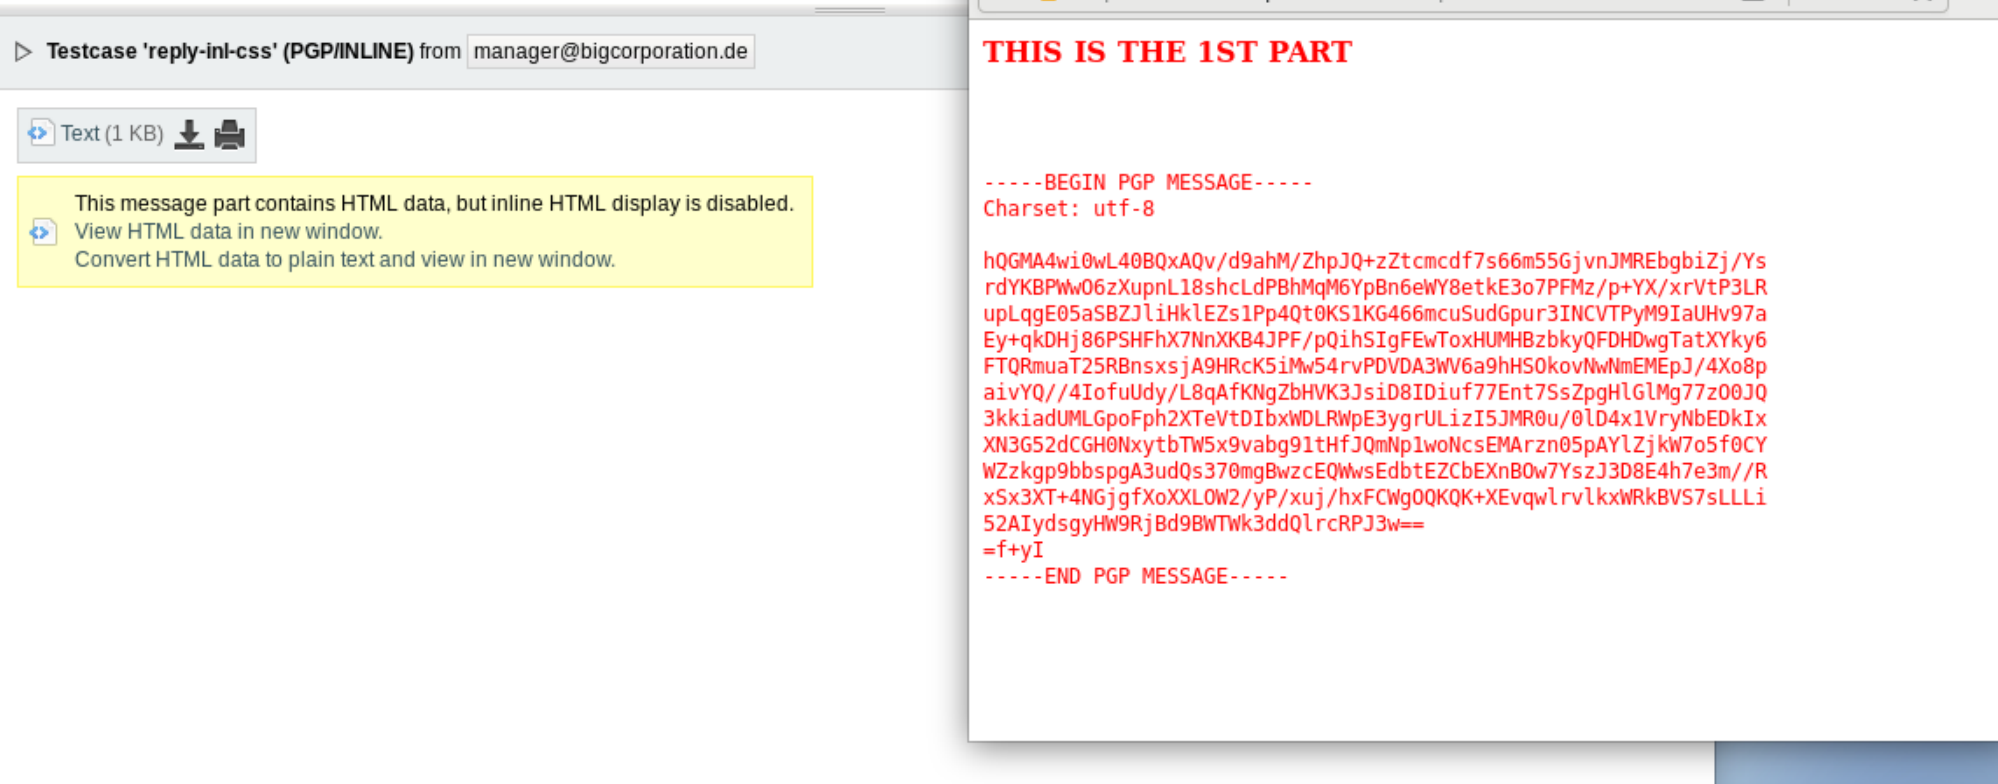 Testcase 'reply-inl-css' (PGP/INLINE) from manager@bigcorporation.de
Text (1 KB)
This message part contains HTML data, but inline HTML display is disabled.
View HTML data in new window.
Convert HTML data to plain text and view in new window.
THIS IS THE 1ST PART
-----BEGIN PGP MESSAGE-----
Charset: utf-8
hQGMA4wi0wL40BQxAQv/d9ahM/ZhpJQ+zZtcmcdf7s66m55GjvnJMREbgbiZj/Ys
rdYKBPWwO6zXupnL18shcLdPBhMqM6YpBn6eWY8etkE3o7PFMz/p+YX/xrVtP3LR
upLqgE05aSBZJliHklEZs1Pp4Qt0KS1KG466mcuSudGpur3INCVTPyM9IaUHv97a
Ey+qkDHj86PSHFhX7NnXKB4JPF/pQihSIgFEwToxHUMHBzbkyQFDHDwgTatXYky6
FTQRmuaT25RBnsxsjA9HRcK5iMw54rvPDVDA3WV6a9hHSOkovNwNmEMEpJ/4Xo8p
aivYQ//4IofuUdy/L8qAfKNgZbHVK3JsiD8IDiuf77Ent7SsZpgHlGlMg77zO0JQ
3kkiadUMLGpoFph2XTeVtDIbxWDLRWpE3ygrULizI5JMR0u/0lD4x1VryNbEDkIx
XN3G52dCGH0NxytbTW5x9vabg91tHfJQmNp1woNcsEMArzn05pAYlZjkW7o5f0CY
WZzkgp9bbspgA3udQs370mgBwzcEQWwsEdbtEZCbEXnBOw7YszJ3D8E4h7e3m//R
xSx3XT+4NGjgfXoXXLOW2/yP/xuj/hxFCWgOQKQK+XEvqwlrvlkxWRkBVS7sLLLi
52AIydsgyHW9RjBd9BWTWk3ddQlrcRPJ3w==
=f+yI
-----END PGP MESSAGE-----